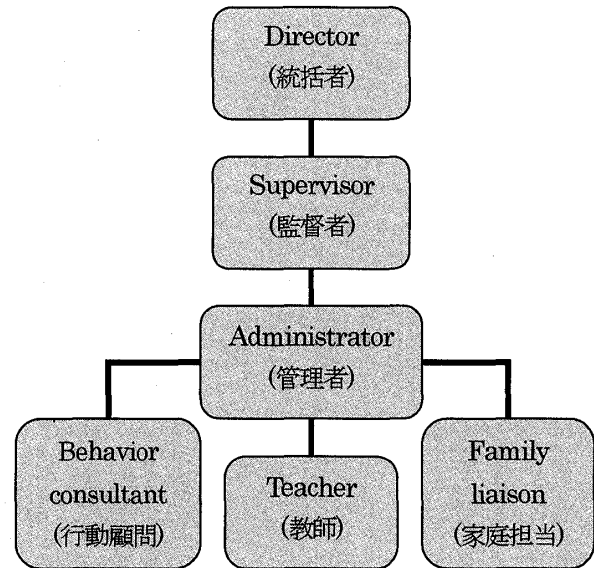 Director
(統括者)
Supervisor
(監督者)
Administrator
(管理者)
Behavior
consultant
(行動顧問)
Teacher
(教師)
Family
liaison
(家庭担当)